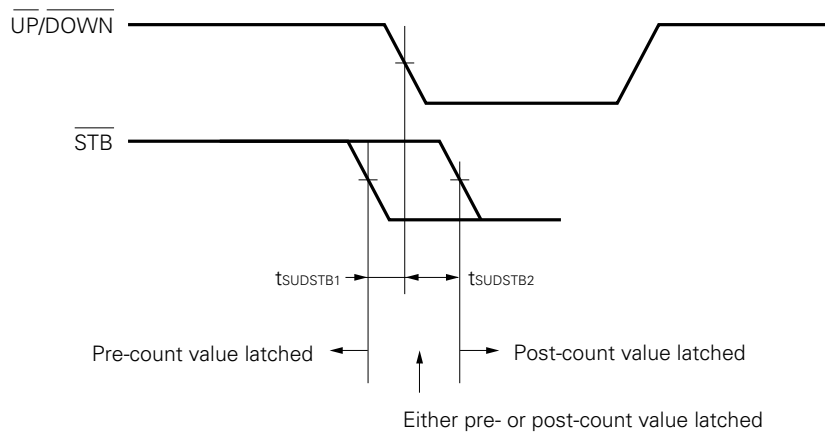 UP/DOWN
STB
tSUDSTB1 tSUDSTB2
Pre-count value latched Post-count value latched
Either pre- or post-count value latched